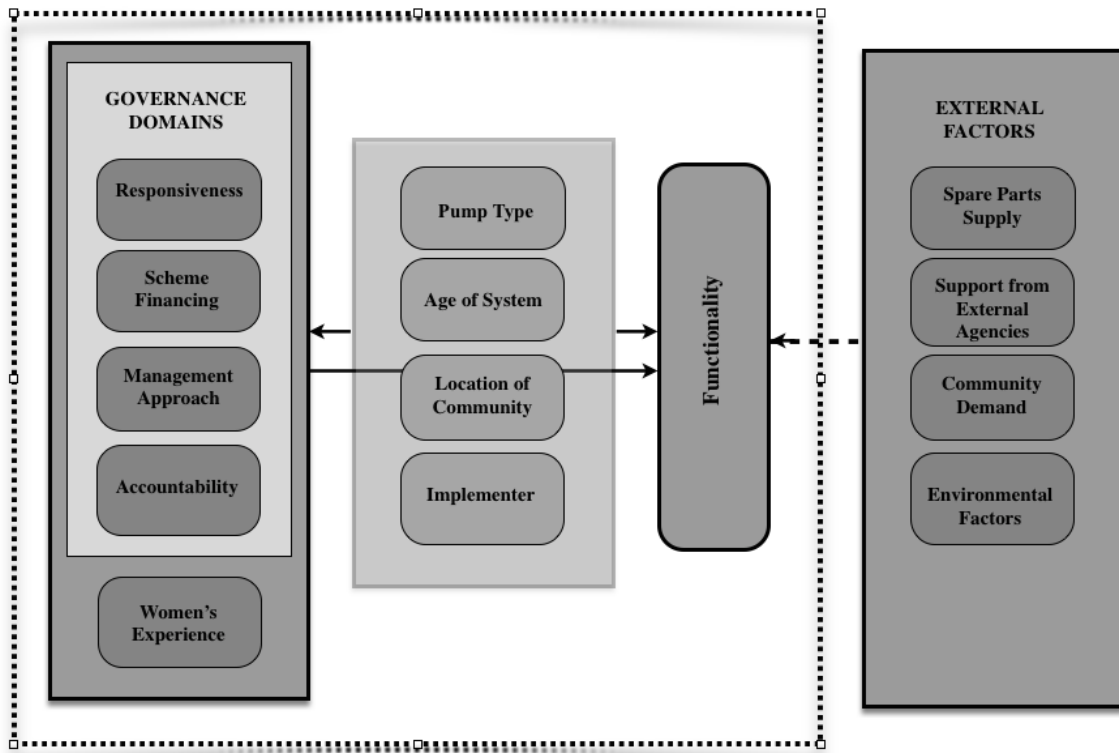 GOVERNANCE
DOMAINS
Responsiveness
Scheme
Financing
Management
Approach
Accountability
Women’s
Experience
Pump Type
Age of System
Location of
Community
Implementer
Functionality
EXTERNAL
FACTORS
Spare Parts
Supply
Support from
External
Agencies
Community
Demand
Environmental
Factors